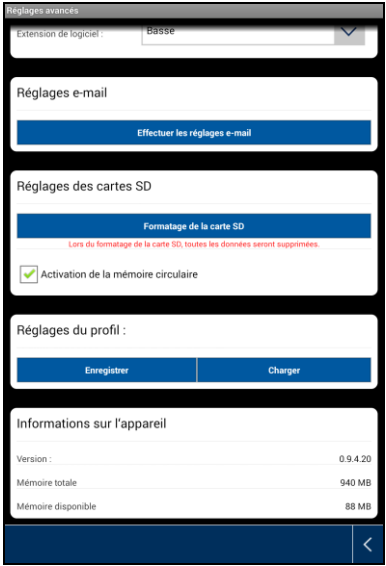 Réglages avancés
Extension de logiciel :
Basse
Réglages e-mail
Effectuer les réglages e-mail
Réglages des cartes SD
Formatage de la carte SD
Lors du formatage de la carte SD, toutes les données seront supprimées.
Activation de la mémoire circulaire
Réglages du profil :
Enregistrer
Charger
Informations sur l'appareil
Version : 0.9.4.20
Mémoire totale 940 MB
Mémoire disponible 88 MB